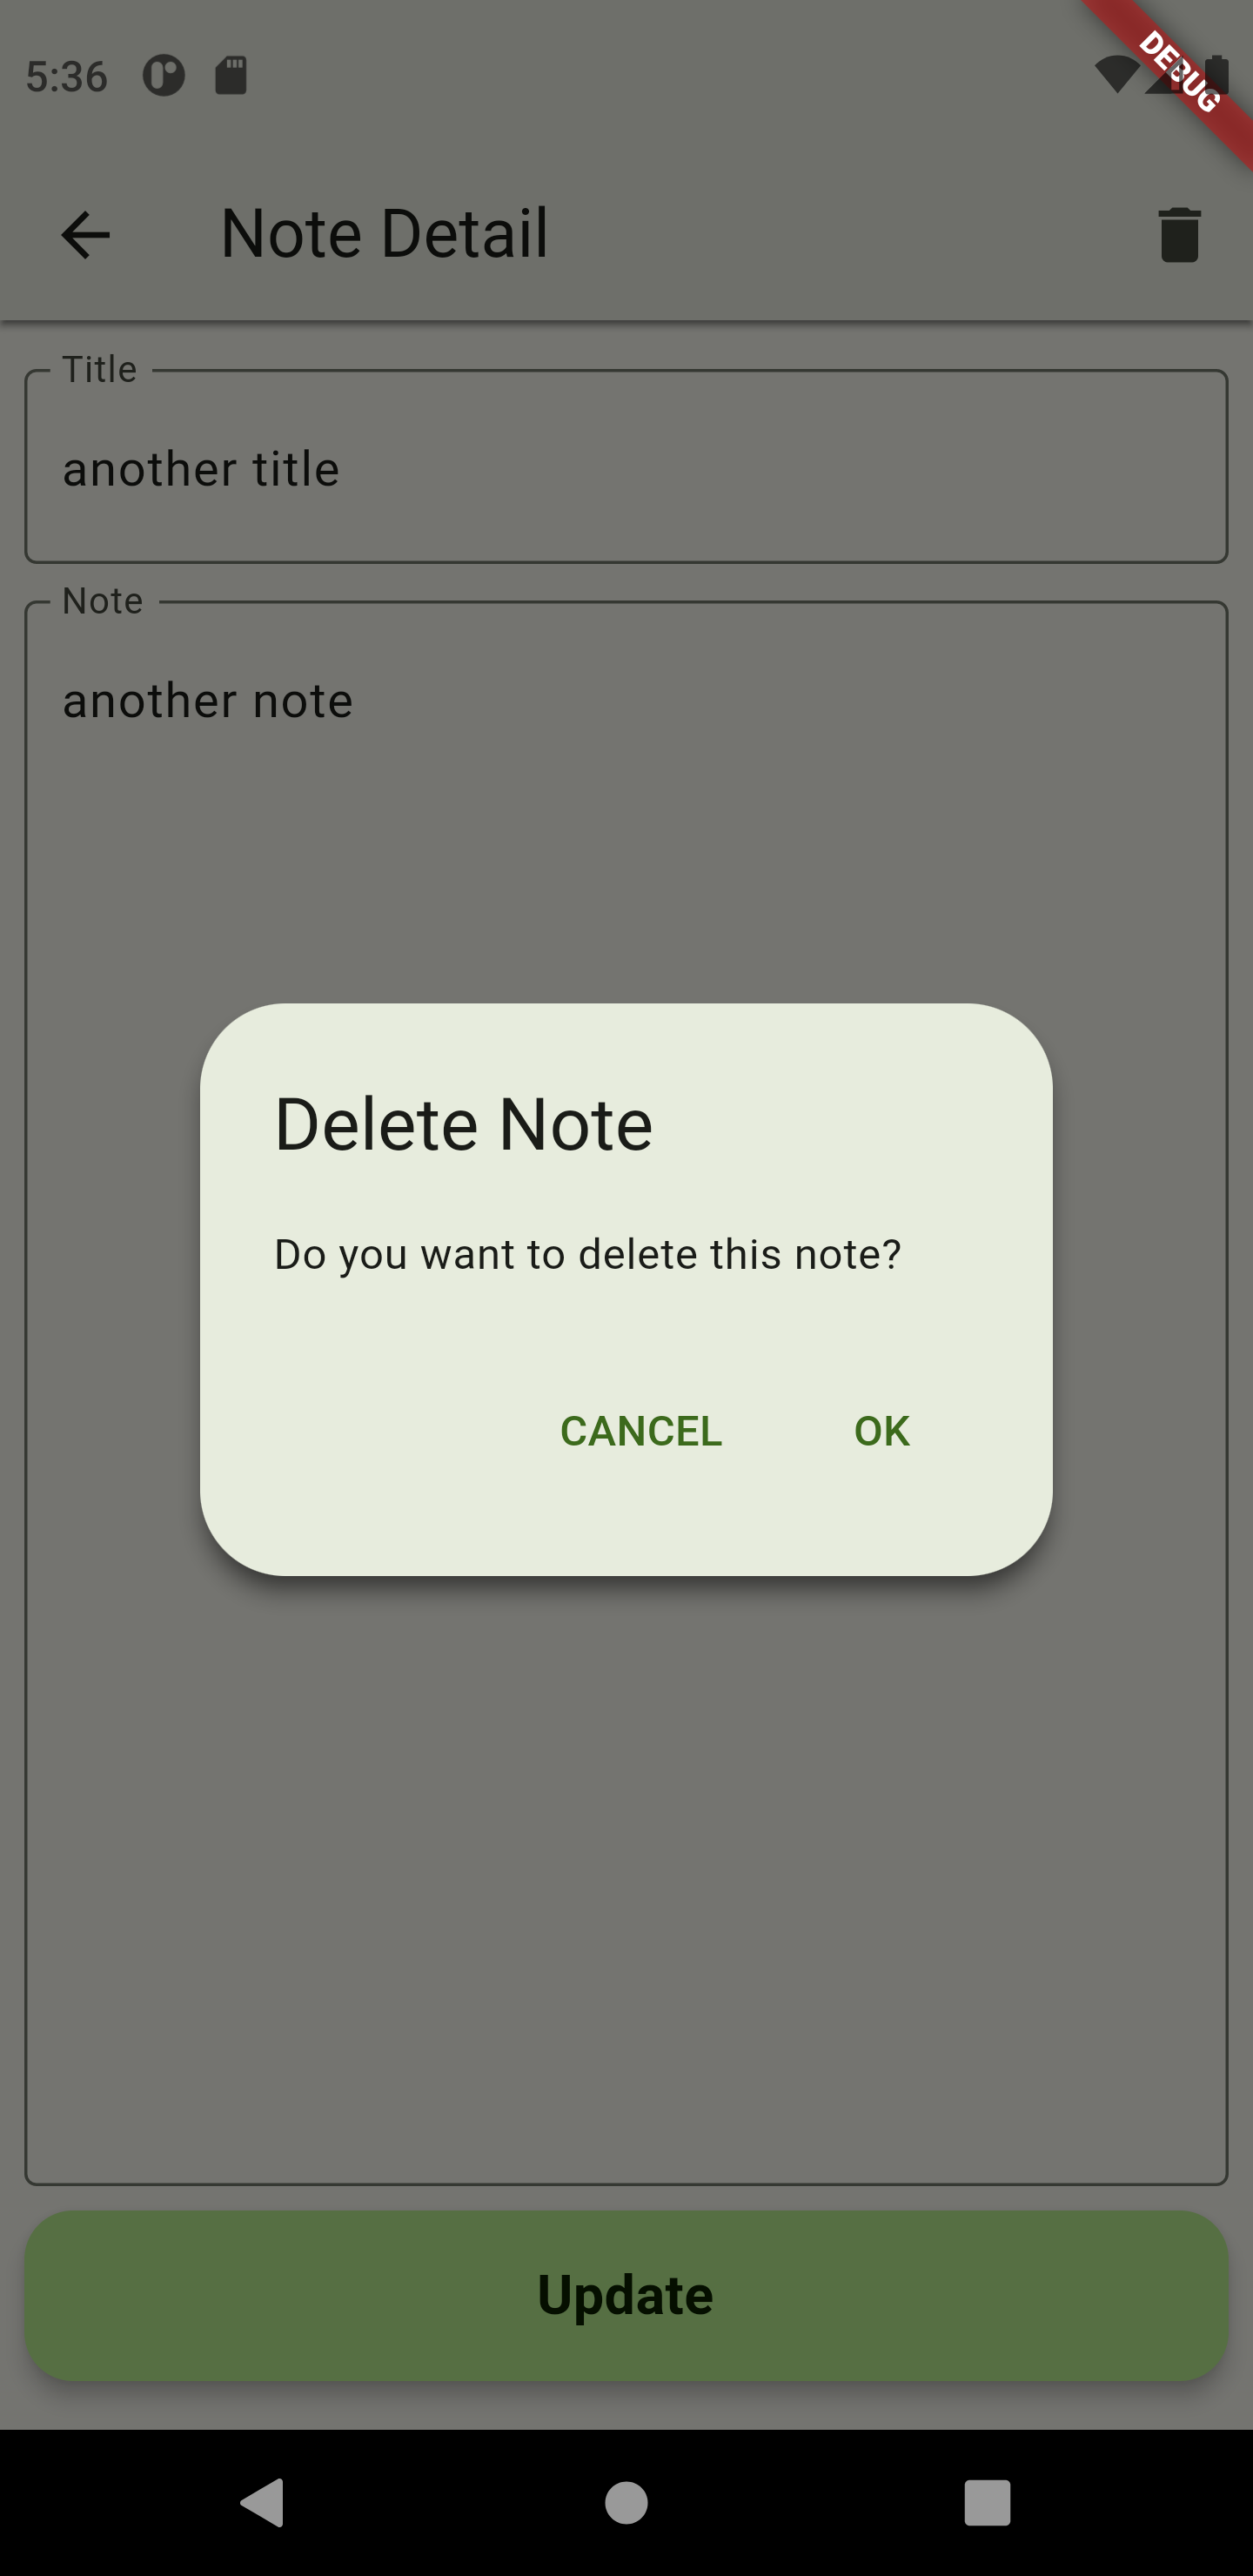 5:36
DEBUG
Note Detail
Title
another title
Note
another note
Delete Note
Do you want to delete this note?
CANCEL OK
Update